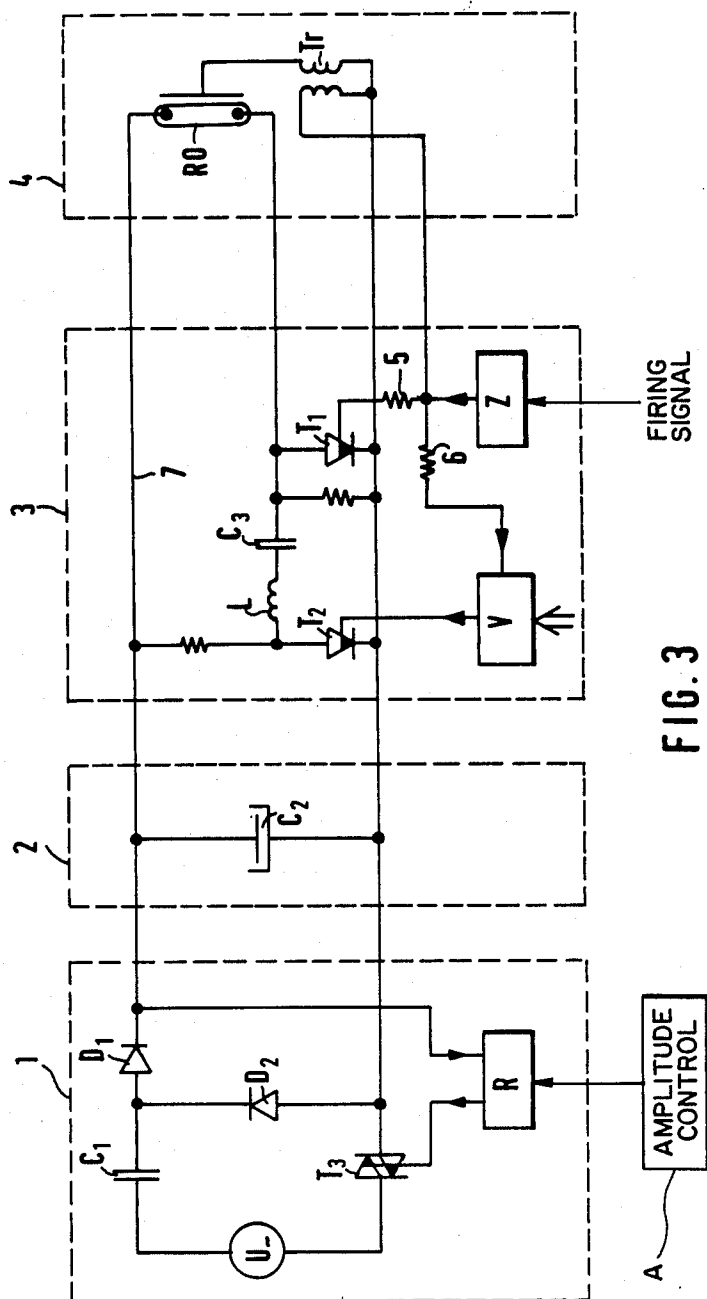 1
2
3
4
C1
D1
D2
U~
T3
R
AMPLITUDE
CONTROL
A
C2
7
L
C3
T2
T1
5
6
V
Z
FIRING
SIGNAL
RO
Tr
FIG. 3